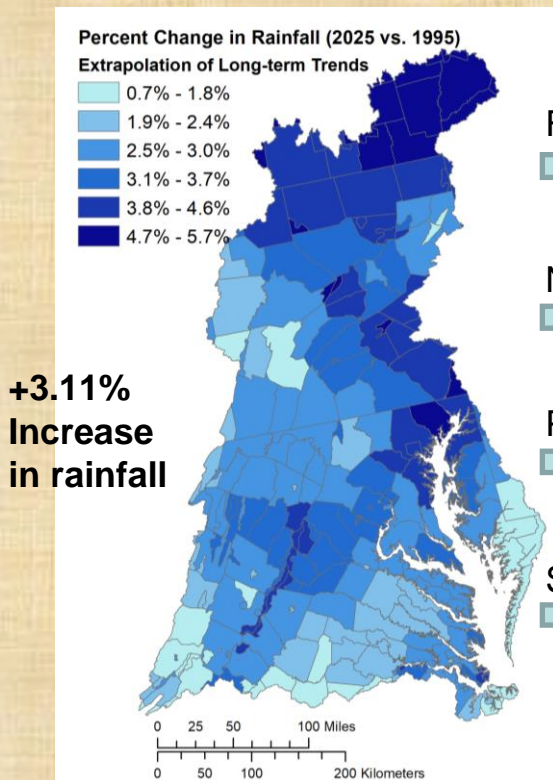 Percent Change in Rainfall (2025 vs. 1995)
Extrapolation of Long-term Trends
0.7% - 1.8%
1.9% - 2.4%
2.5% - 3.0%
3.1% - 3.7%
3.8% - 4.6%
4.7% - 5.7%
+3.11%
Increase
in rainfall
0 25 50 100 Miles
0 50 100 200 Kilometers